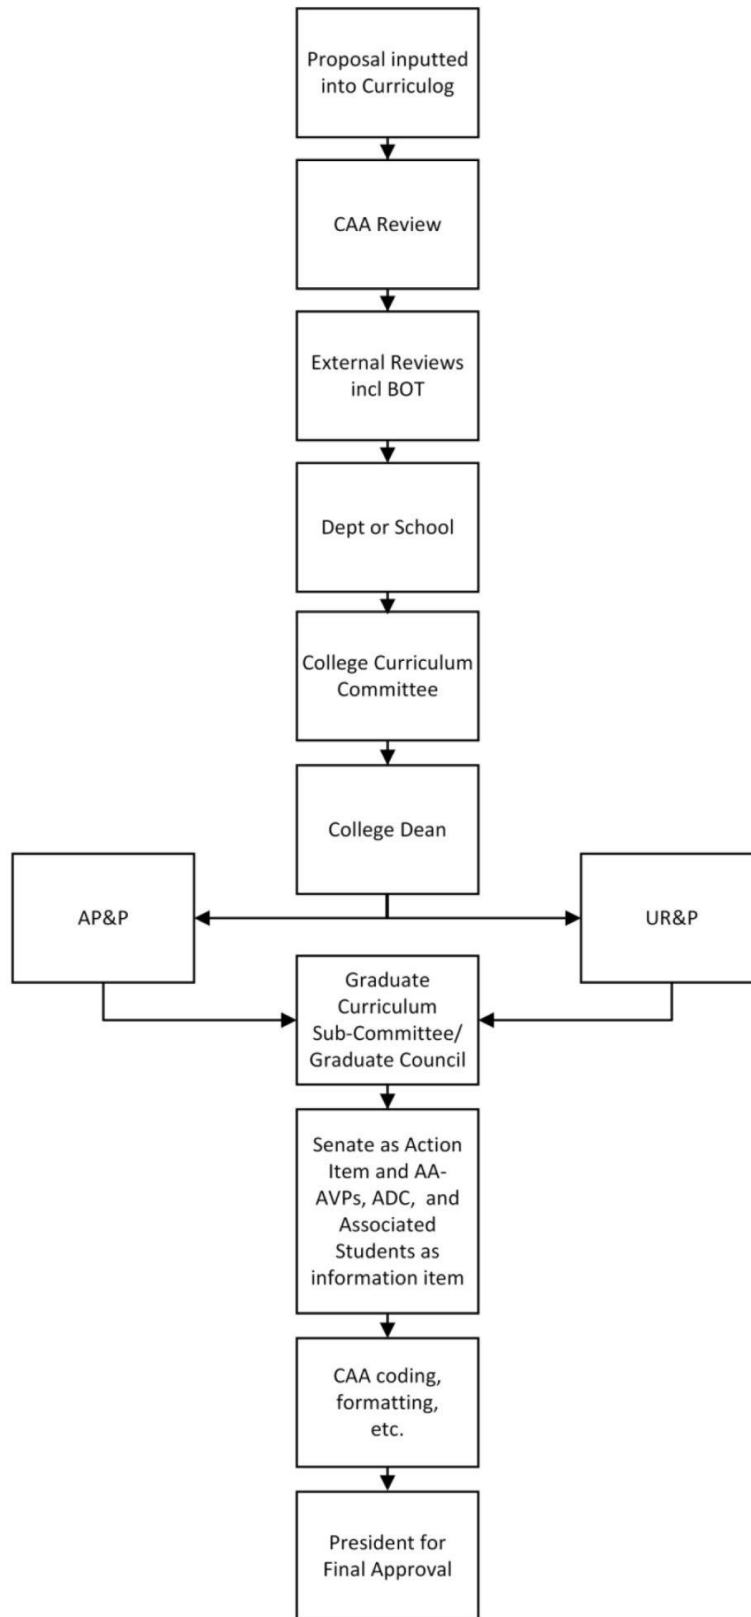 Proposal inputted
into Curriculog
CAA Review
External Reviews
incl BOT
Dept or School
College Curriculum
Committee
College Dean
AP&P
UR&P
Graduate
Curriculum
Sub-Committee/
Graduate Council
Senate as Action
Item and AA-
AVPs, ADC,  and
Associated
Students as
information item
CAA coding,
formatting,
etc.
President for
Final Approval